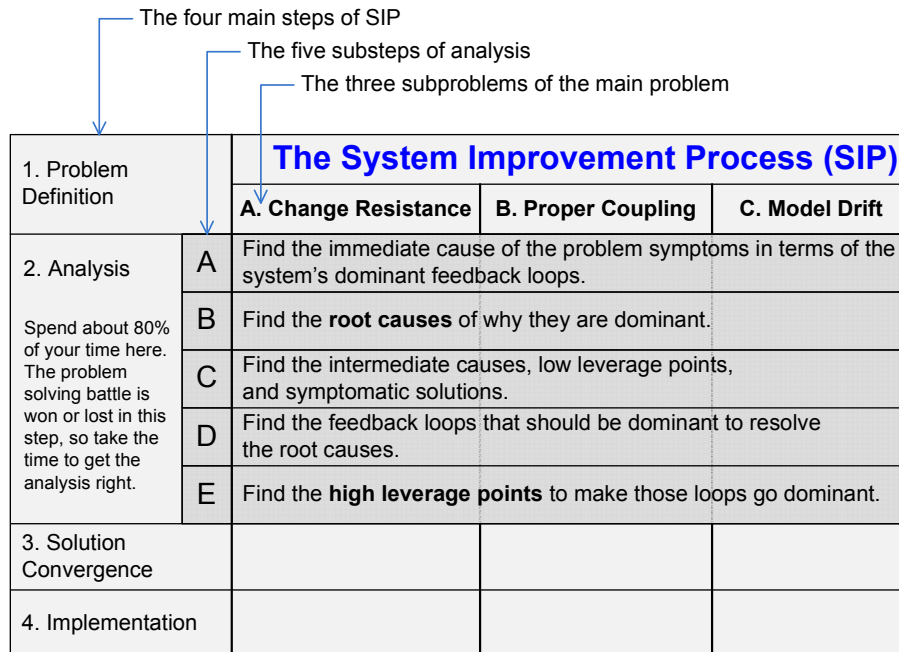 The four main steps of SIP
The five substeps of analysis
The three subproblems of the main problem
1. Problem
Definition
The System Improvement Process (SIP)
A. Change Resistance
B. Proper Coupling
C. Model Drift
2. Analysis
Spend about 80%
of your time here.
The problem
solving battle is
won or lost in this
step, so take the
time to get the
analysis right.
A
Find the immediate cause of the problem symptoms in terms of the
system's dominant feedback loops.
B
Find the root causes of why they are dominant.
C
Find the intermediate causes, low leverage points,
and symptomatic solutions.
D
Find the feedback loops that should be dominant to resolve
the root causes.
E
Find the high leverage points to make those loops go dominant.
3. Solution
Convergence
4. Implementation